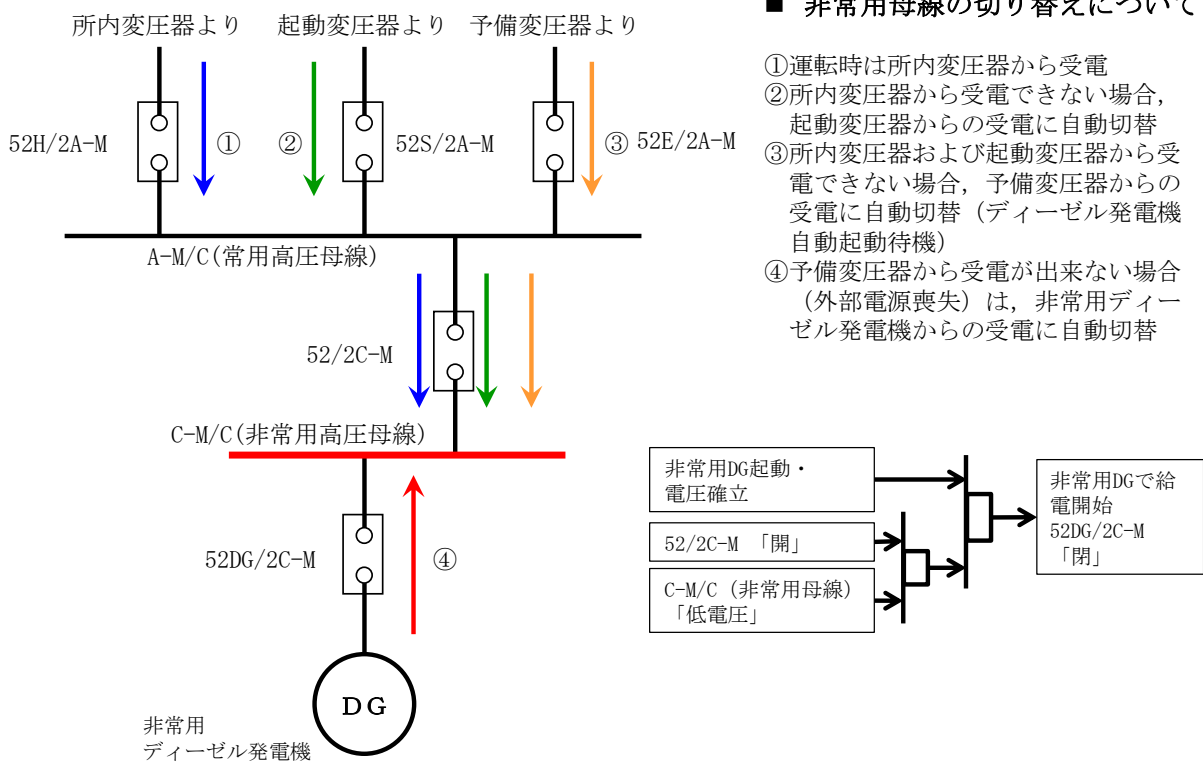 所内変圧器より 起動変圧器より 予備変圧器より
52H/2A-M ① ② 52S/2A-M ③ 52E/2A-M
A-M/C(常用高圧母線)
52/2C-M
C-M/C(非常用高圧母線)
52DG/2C-M ④
DG
非常用
ディーゼル発電機
■ 非常用母線の切り替えについて
①運転時は所内変圧器から受電
②所内変圧器から受電できない場合，
起動変圧器からの受電に自動切替
③所内変圧器および起動変圧器から受
電できない場合，予備変圧器からの
受電に自動切替（ディーゼル発電機
自動起動待機）
④予備変圧器から受電が出来ない場合
（外部電源喪失）は，非常用ディー
ゼル発電機からの受電に自動切替
非常用DG起動・
電圧確立
52/2C-M 「開」
C-M/C（非常用母線）
「低電圧」
非常用DGで給
電開始
52DG/2C-M
「閉」